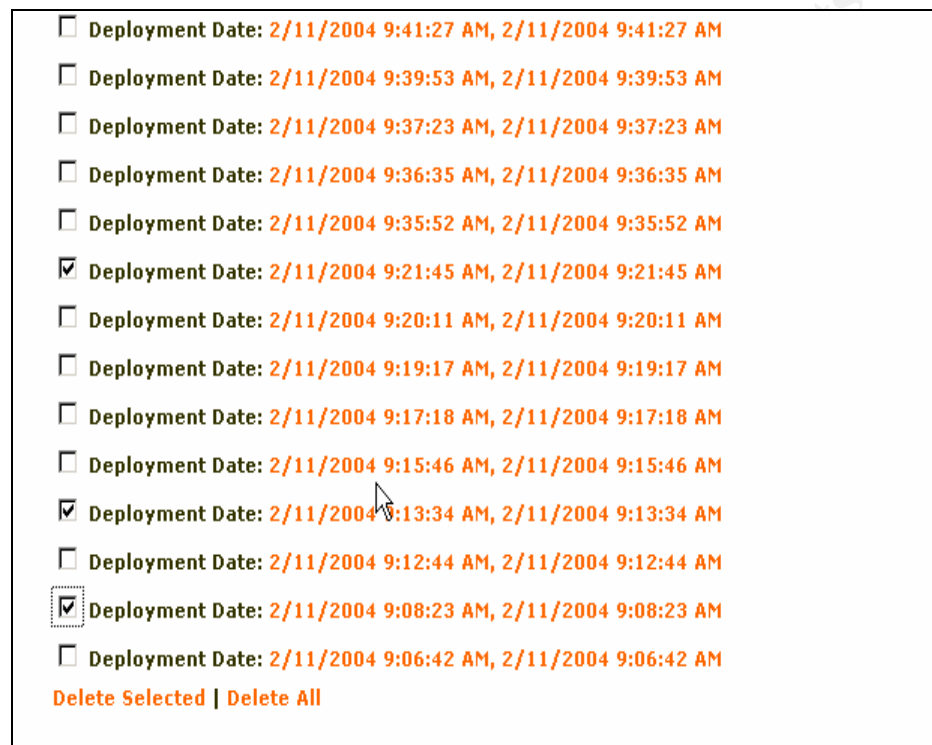 Deployment Date: 2/11/2004 9:41:27 AM, 2/11/2004 9:41:27 AM
Deployment Date: 2/11/2004 9:39:53 AM, 2/11/2004 9:39:53 AM
Deployment Date: 2/11/2004 9:37:23 AM, 2/11/2004 9:37:23 AM
Deployment Date: 2/11/2004 9:36:35 AM, 2/11/2004 9:36:35 AM
Deployment Date: 2/11/2004 9:35:52 AM, 2/11/2004 9:35:52 AM
Deployment Date: 2/11/2004 9:21:45 AM, 2/11/2004 9:21:45 AM
Deployment Date: 2/11/2004 9:20:11 AM, 2/11/2004 9:20:11 AM
Deployment Date: 2/11/2004 9:19:17 AM, 2/11/2004 9:19:17 AM
Deployment Date: 2/11/2004 9:17:18 AM, 2/11/2004 9:17:18 AM
Deployment Date: 2/11/2004 9:15:46 AM, 2/11/2004 9:15:46 AM
Deployment Date: 2/11/2004 9:13:34 AM, 2/11/2004 9:13:34 AM
Deployment Date: 2/11/2004 9:12:44 AM, 2/11/2004 9:12:44 AM
Deployment Date: 2/11/2004 9:08:23 AM, 2/11/2004 9:08:23 AM
Deployment Date: 2/11/2004 9:06:42 AM, 2/11/2004 9:06:42 AM
Delete Selected | Delete All